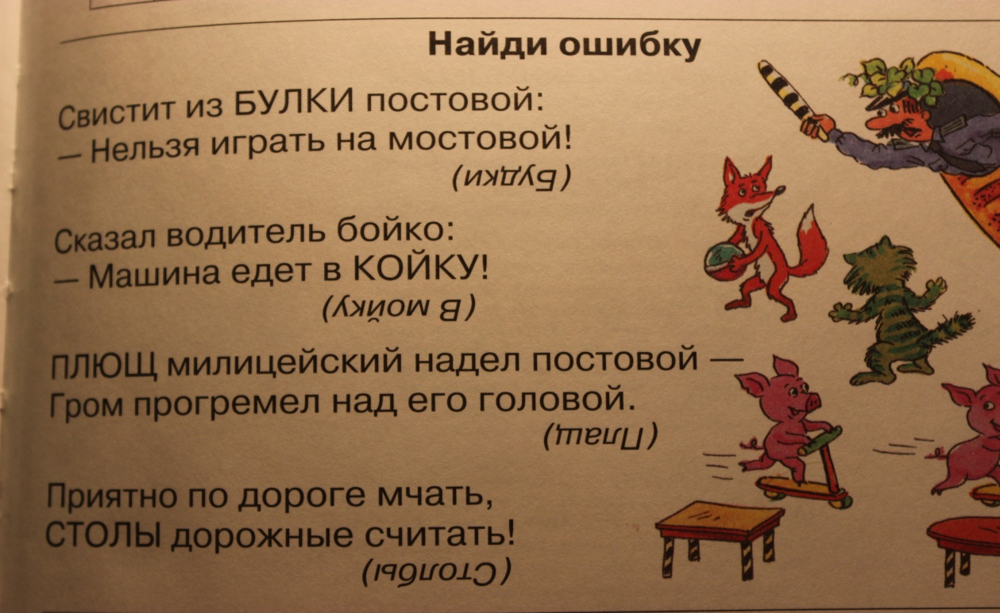 Найди ошибку
Свистит из БУЛКИ постовой:
— Нельзя играть на мостовой!
(Будки)
Сказал водитель бойко:
— Машина едет в КОЙКУ!
(В мойку)
ПЛЮЩ милицейский надел постовой —
Гром прогремел над его головой.
(Плащ)
Приятно по дороге мчать,
СТОЛЫ дорожные считать!
(Столбы)